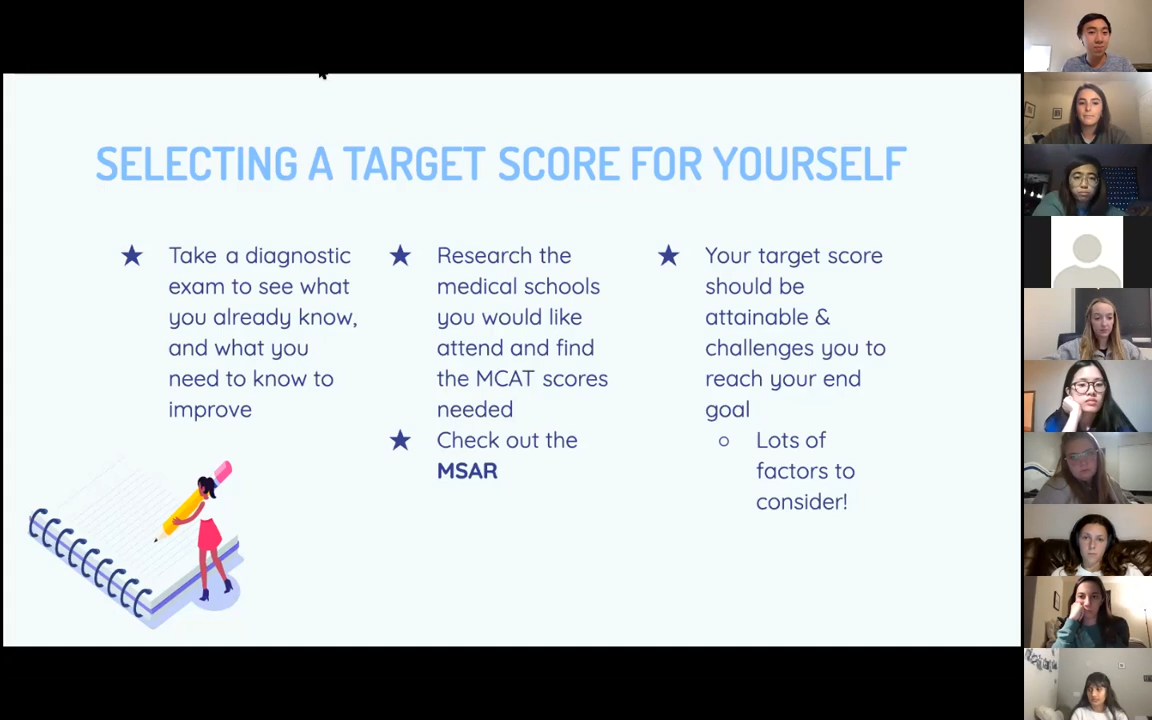 SELECTING A TARGET SCORE FOR YOURSELF
★ Take a diagnostic
exam to see what
you already know,
and what you
need to know to
improve
★ Research the
medical schools
you would like
attend and find
the MCAT scores
needed
★ Check out the
MSAR
★ Your target score
should be
attainable &
challenges you to
reach your end
goal
○ Lots of
factors to
consider!